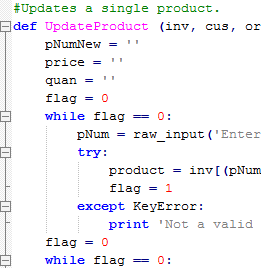 #Updates a single product.
def UpdateProduct (inv, cus, or
pNumNew = ''
price = ''
quan = ''
flag = 0
while flag == 0:
pNum = raw_input('Enter
try:
product = inv[(pNum
flag = 1
except KeyError:
print 'Not a valid
flag = 0
while flag == 0: